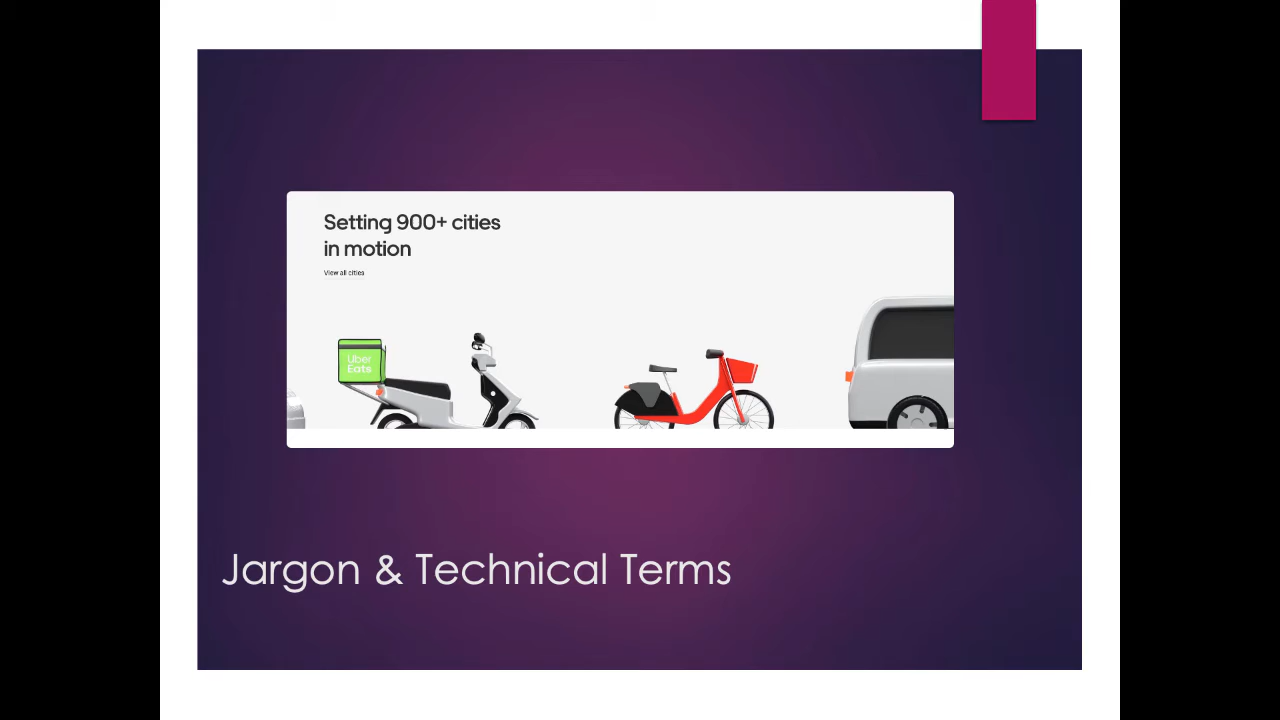 Setting 900+ cities
in motion
View all cities
Uber
Eats
Jargon & Technical Terms